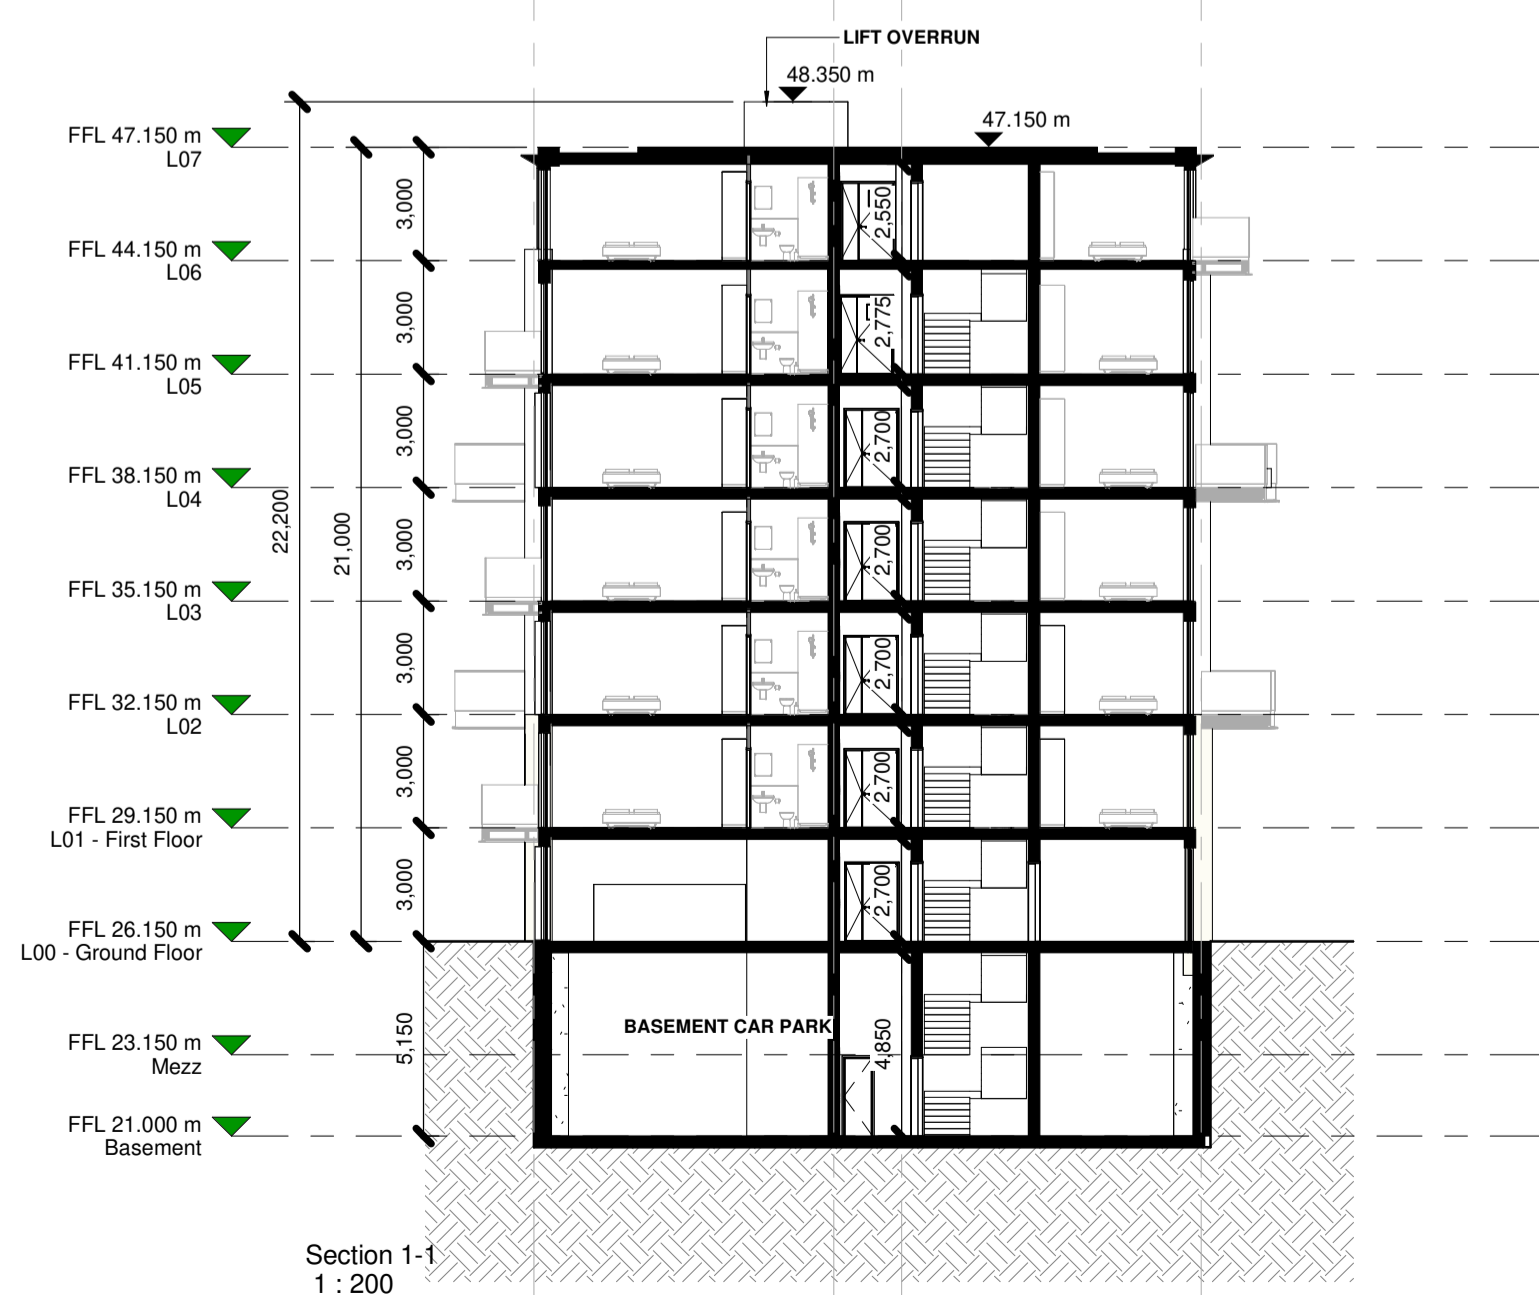 LIFT OVERRUN
48.350 m
47.150 m
FFL 47.150 m
L07
3,000
2,550
FFL 44.150 m
L06
3,000
2,775
FFL 41.150 m
L05
3,000
2,700
FFL 38.150 m
L04
22,200
21,000
3,000
2,700
FFL 35.150 m
L03
3,000
2,700
FFL 32.150 m
L02
3,000
2,700
FFL 29.150 m
L01 - First Floor
3,000
2,700
FFL 26.150 m
L00 - Ground Floor
BASEMENT CAR PARK
5,150
4,850
FFL 23.150 m
Mezz
FFL 21.000 m
Basement
Section 1-1
1 : 200